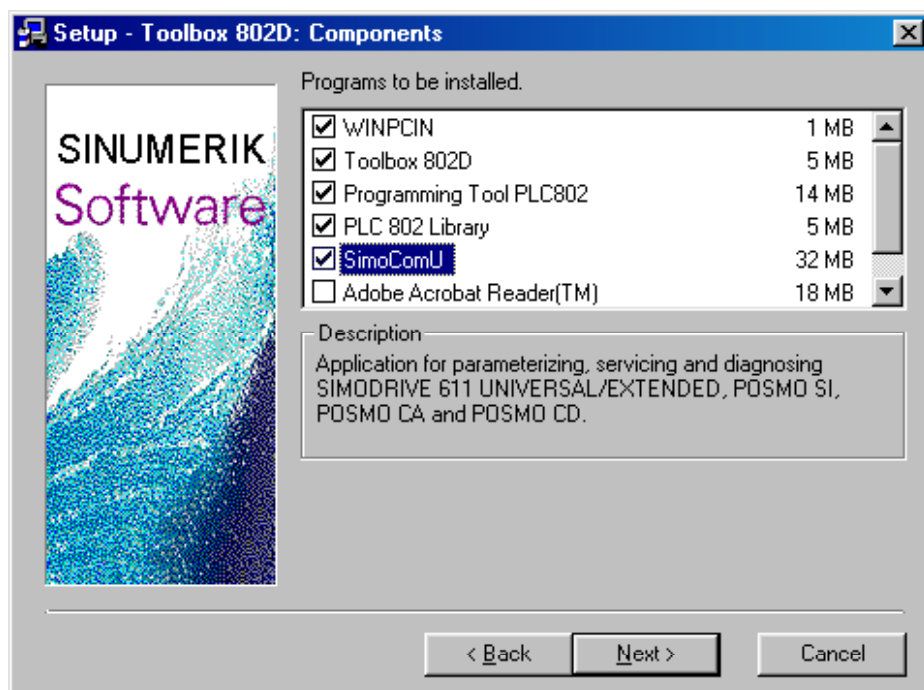 Setup - Toolbox 802D: Components
Programs to be installed.
SINUMERIK
Software
WINPCIN 1 MB
Toolbox 802D 5 MB
Programming Tool PLC802 14 MB
PLC 802 Library 5 MB
SimoComU 32 MB
Adobe Acrobat Reader(TM) 18 MB
Description
Application for parameterizing, servicing and diagnosing
SIMODRIVE 611 UNIVERSAL/EXTENDED, POSMO SI,
POSMO CA and POSMO CD.
< Back Next > Cancel